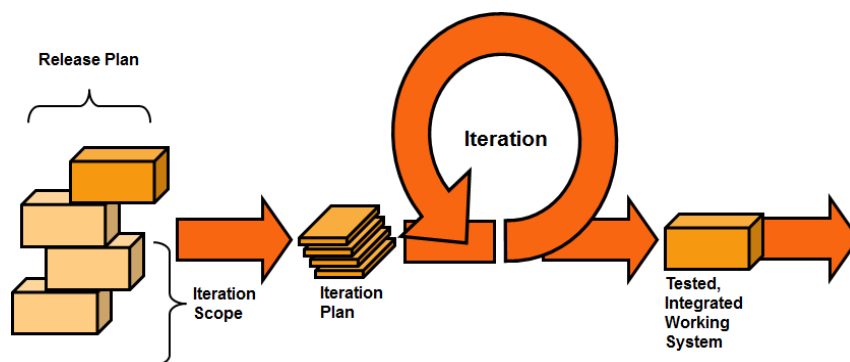 Release Plan
Iteration
Iteration
Scope
Iteration
Plan
Tested,
Integrated
Working
System